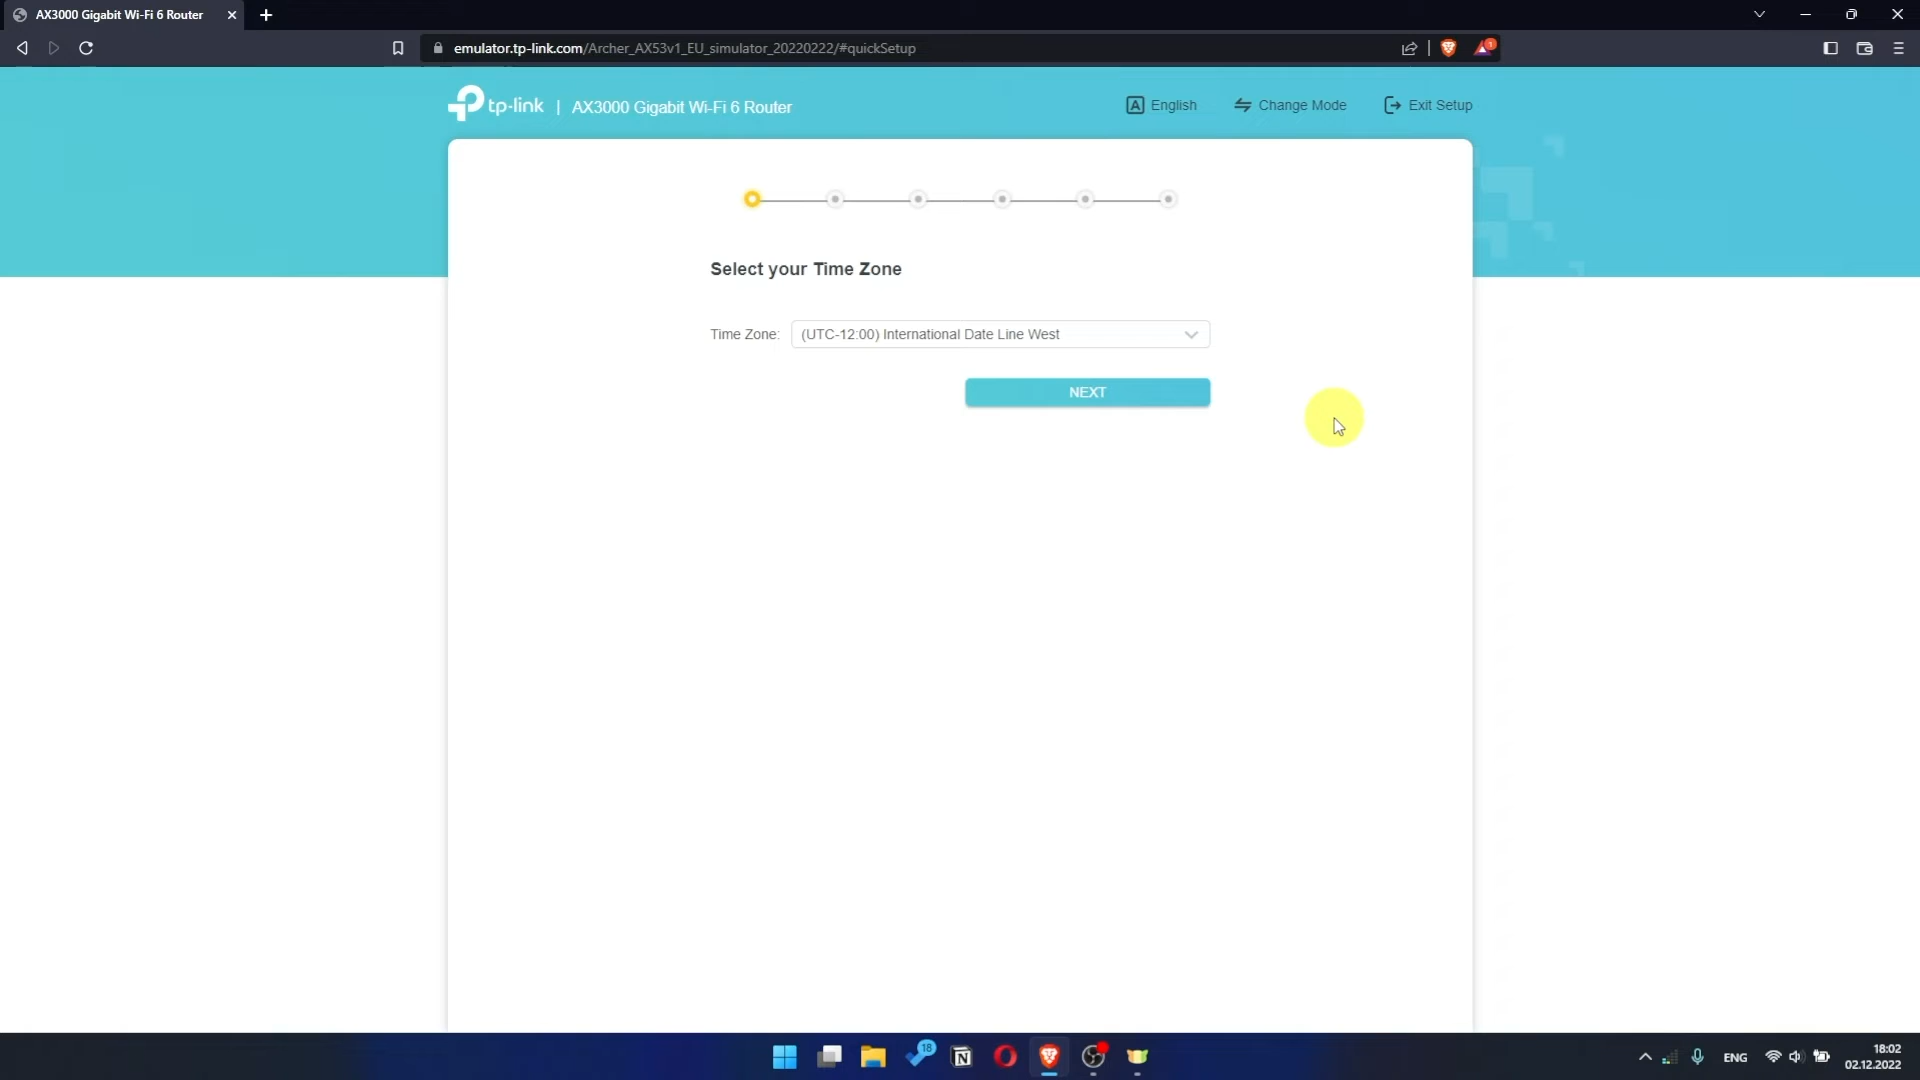 AX3000 Gigabit Wi-Fi 6 Router
emulator.tp-link.com/Archer_AX53v1_EU_simulator_20220222/#quickSetup
1
tp-link | AX3000 Gigabit Wi-Fi 6 Router
A English
Change Mode
Exit Setup
Select your Time Zone
Time Zone: (UTC-12:00) International Date Line West
NEXT
18
ENG
18:02
02.12.2022